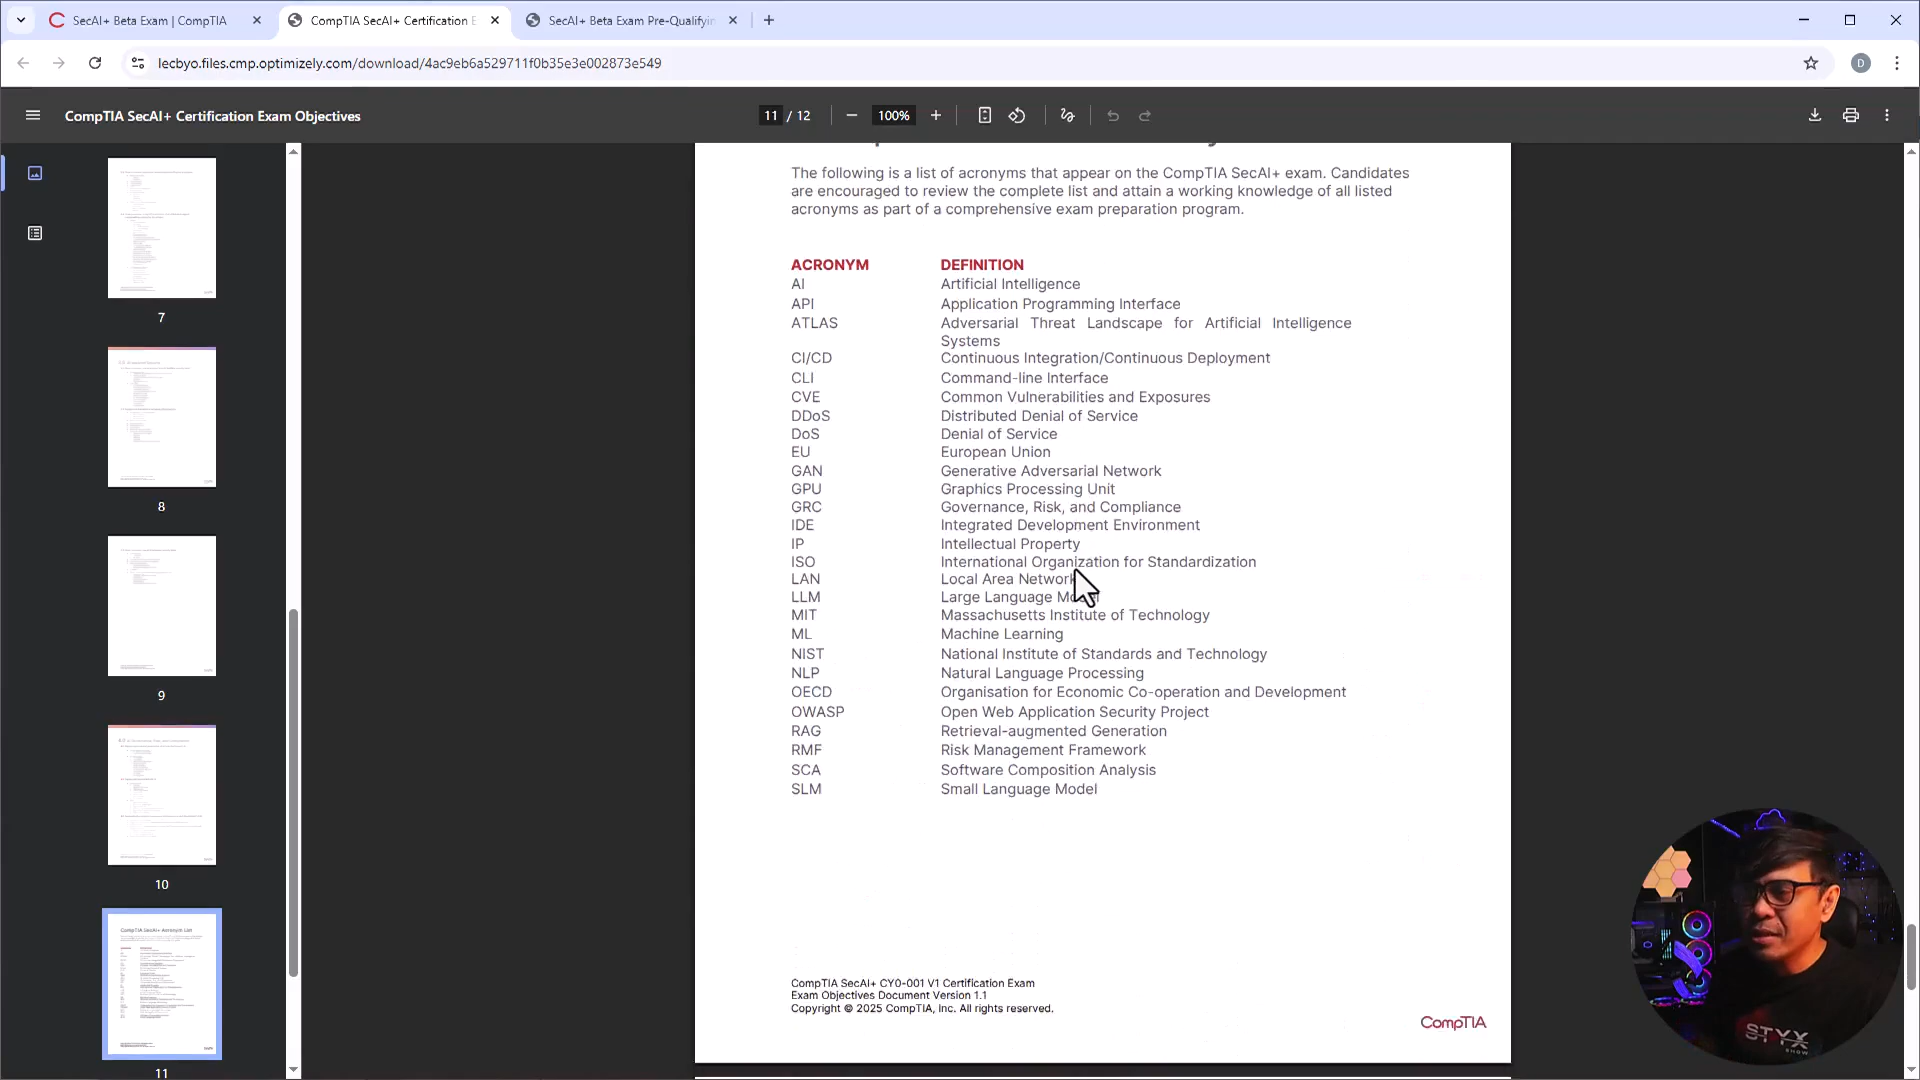 SecAI+ Beta Exam | CompTIA
CompTIA SecAI+ Certification E
SecAI+ Beta Exam Pre-Qualifyin
lecbyo.files.cmp.optimizely.com/download/4ac9eb6a529711f0b35e3e002873e549
D
CompTIA SecAI+ Certification Exam Objectives
11 / 12
100%
7
8
9
10
CompTIA SecAI+ Acronym List
11
The following is a list of acronyms that appear on the CompTIA SecAI+ exam. Candidates
are encouraged to review the complete list and attain a working knowledge of all listed
acronyms as part of a comprehensive exam preparation program.
ACRONYM DEFINITION
AI Artificial Intelligence
API Application Programming Interface
ATLAS Adversarial Threat Landscape for Artificial Intelligence
Systems
CI/CD Continuous Integration/Continuous Deployment
CLI Command-line Interface
CVE Common Vulnerabilities and Exposures
DDoS Distributed Denial of Service
DoS Denial of Service
EU European Union
GAN Generative Adversarial Network
GPU Graphics Processing Unit
GRC Governance, Risk, and Compliance
IDE Integrated Development Environment
IP Intellectual Property
ISO International Organization for Standardization
LAN Local Area Network
LLM Large Language Model
MIT Massachusetts Institute of Technology
ML Machine Learning
NIST National Institute of Standards and Technology
NLP Natural Language Processing
OECD Organisation for Economic Co-operation and Development
OWASP Open Web Application Security Project
RAG Retrieval-augmented Generation
RMF Risk Management Framework
SCA Software Composition Analysis
SLM Small Language Model
CompTIA SecAI+ CY0-001 V1 Certification Exam
Exam Objectives Document Version 1.1
Copyright © 2025 CompTIA, Inc. All rights reserved.
CompTIA
STYX
SHOW